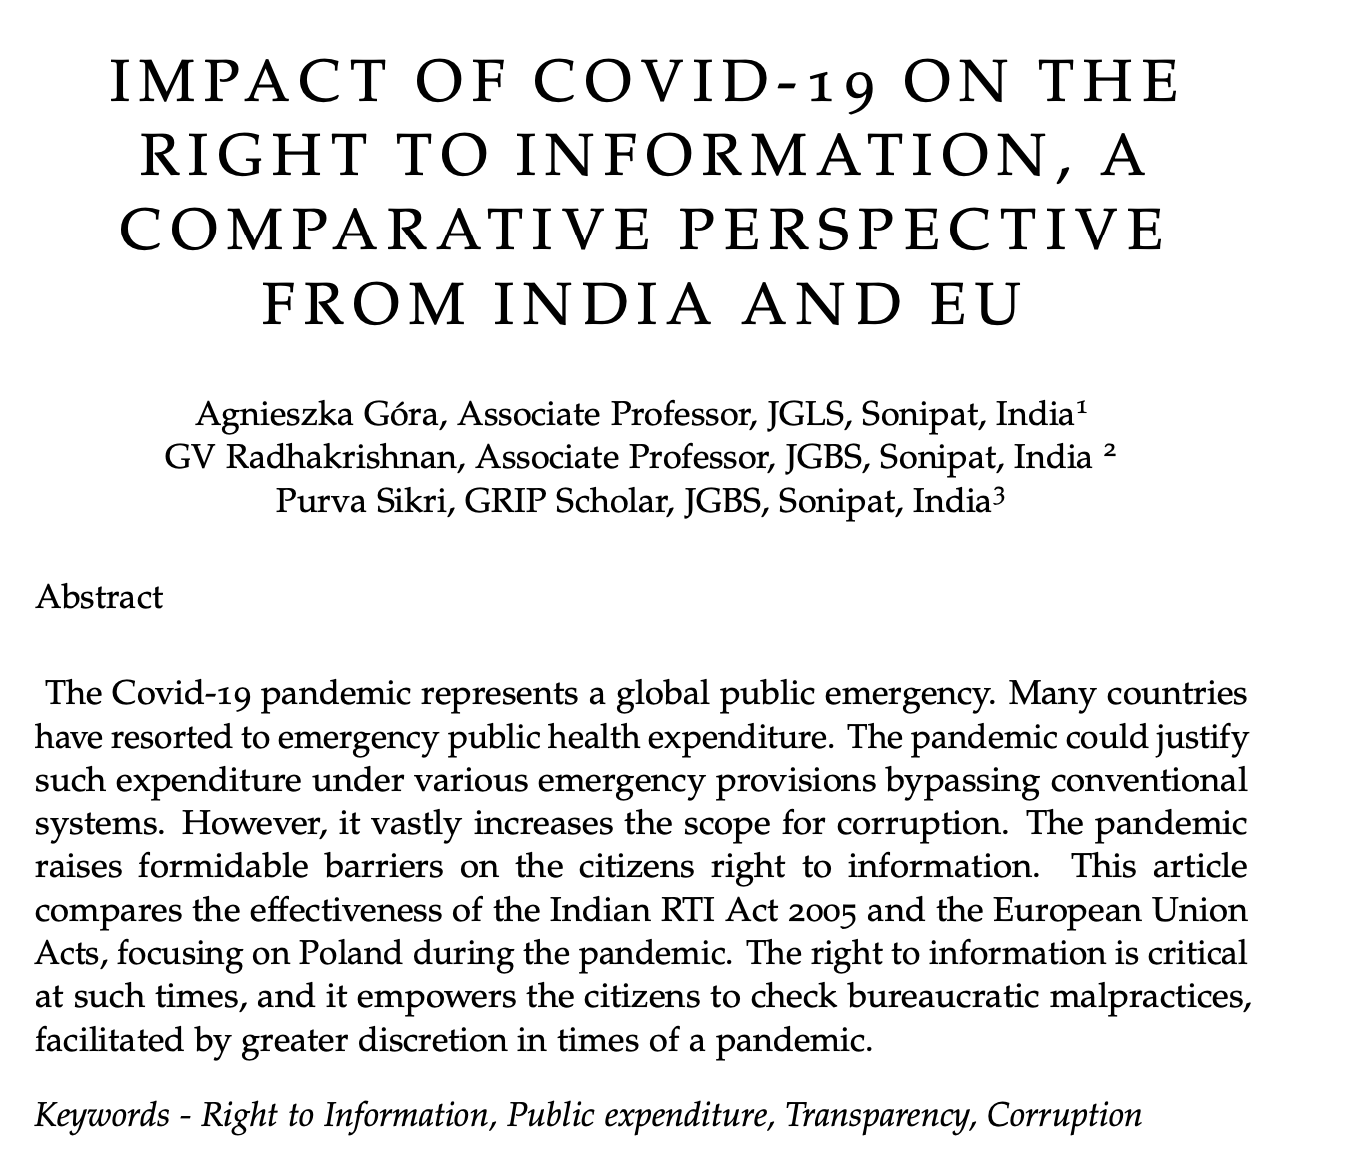 IMPACT OF COVID-19 ON THE
RIGHT TO INFORMATION, A
COMPARATIVE PERSPECTIVE
FROM INDIA AND EU
Agnieszka Góra, Associate Professor, JGLS, Sonipat, India¹
GV Radhakrishnan, Associate Professor, JGBS, Sonipat, India ²
Purva Sikri, GRIP Scholar, JGBS, Sonipat, India³
Abstract
The Covid-19 pandemic represents a global public emergency. Many countries
have resorted to emergency public health expenditure. The pandemic could justify
such expenditure under various emergency provisions bypassing conventional
systems. However, it vastly increases the scope for corruption. The pandemic
raises formidable barriers on the citizens right to information. This article
compares the effectiveness of the Indian RTI Act 2005 and the European Union
Acts, focusing on Poland during the pandemic. The right to information is critical
at such times, and it empowers the citizens to check bureaucratic malpractices,
facilitated by greater discretion in times of a pandemic.
Keywords - Right to Information, Public expenditure, Transparency, Corruption